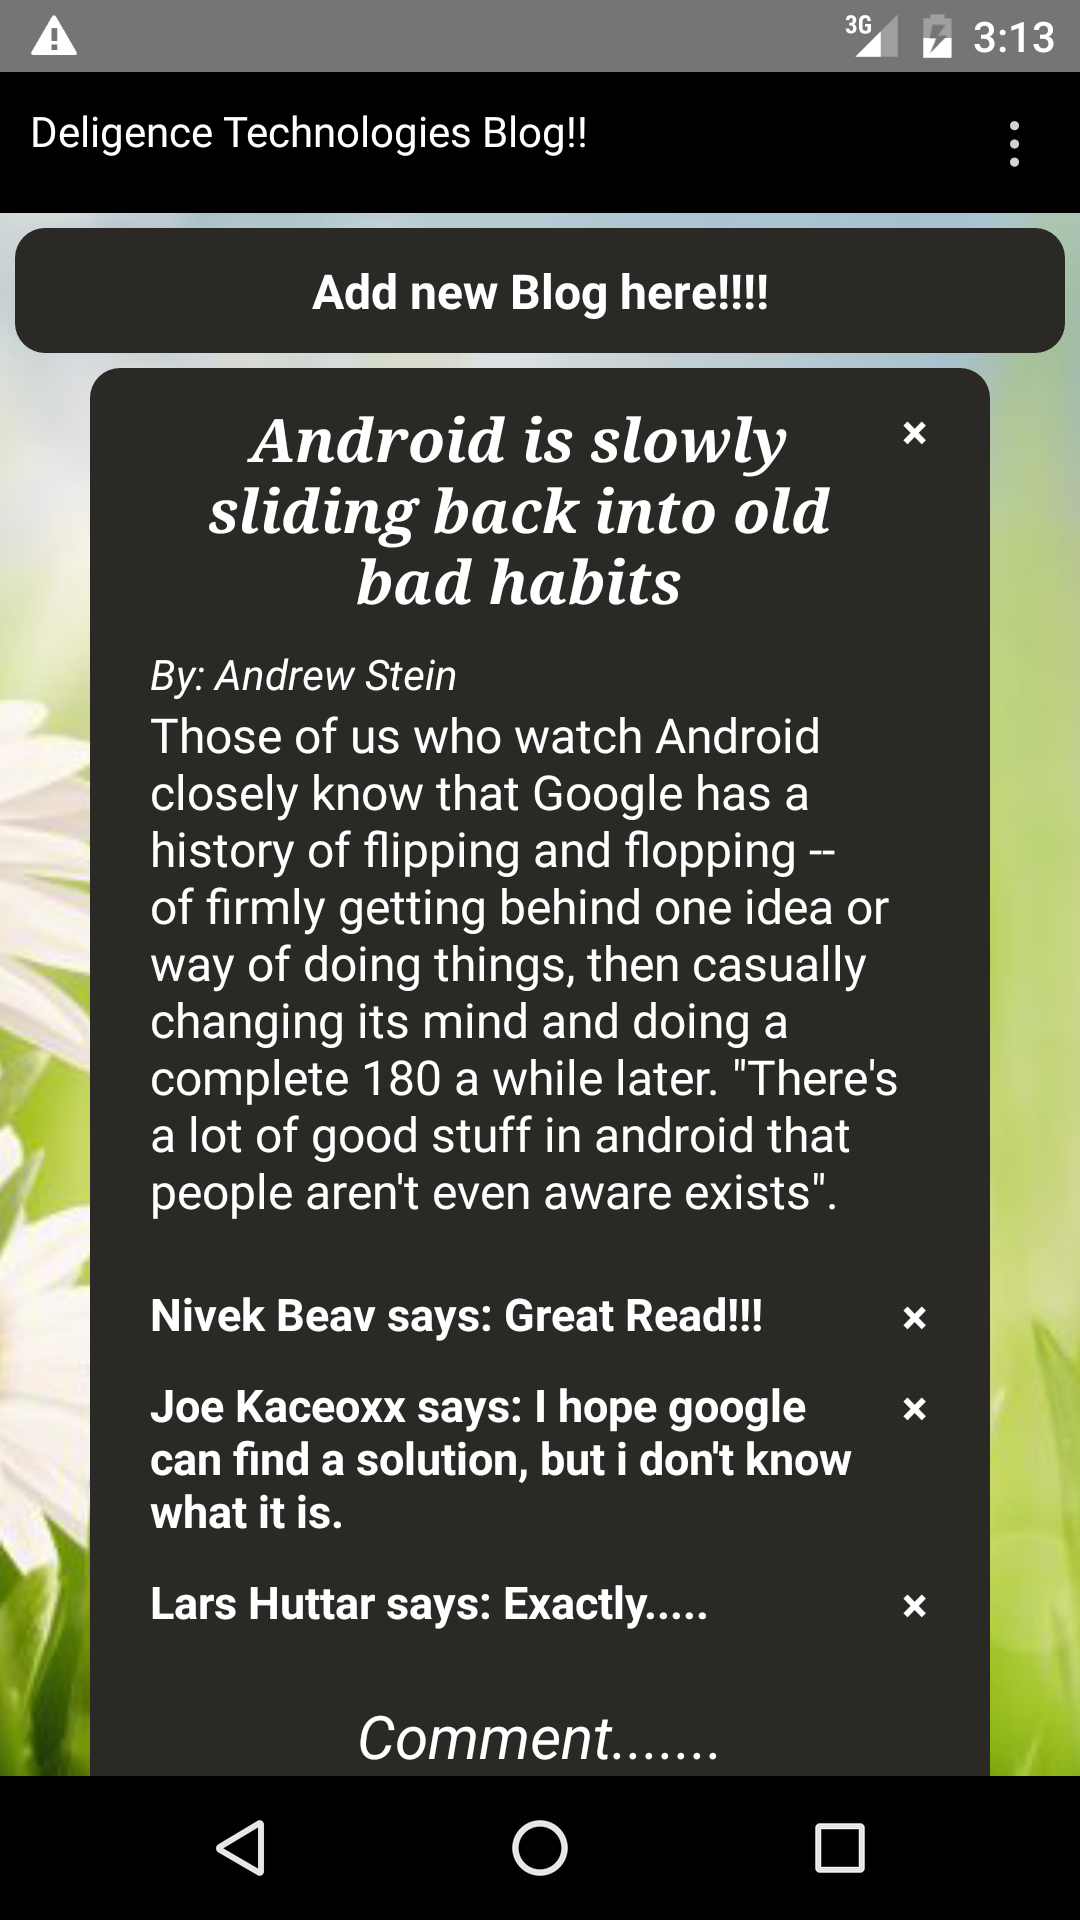 3G 3:13
Deligence Technologies Blog!!
Add new Blog here!!!!
Android is slowly ×
sliding back into old
bad habits
By: Andrew Stein
Those of us who watch Android
closely know that Google has a
history of flipping and flopping --
of firmly getting behind one idea or
way of doing things, then casually
changing its mind and doing a
complete 180 a while later. "There's
a lot of good stuff in android that
people aren't even aware exists".
Nivek Beav says: Great Read!!! ×
Joe Kaceoxx says: I hope google ×
can find a solution, but i don't know
what it is.
Lars Huttar says: Exactly..... ×
Comment.......